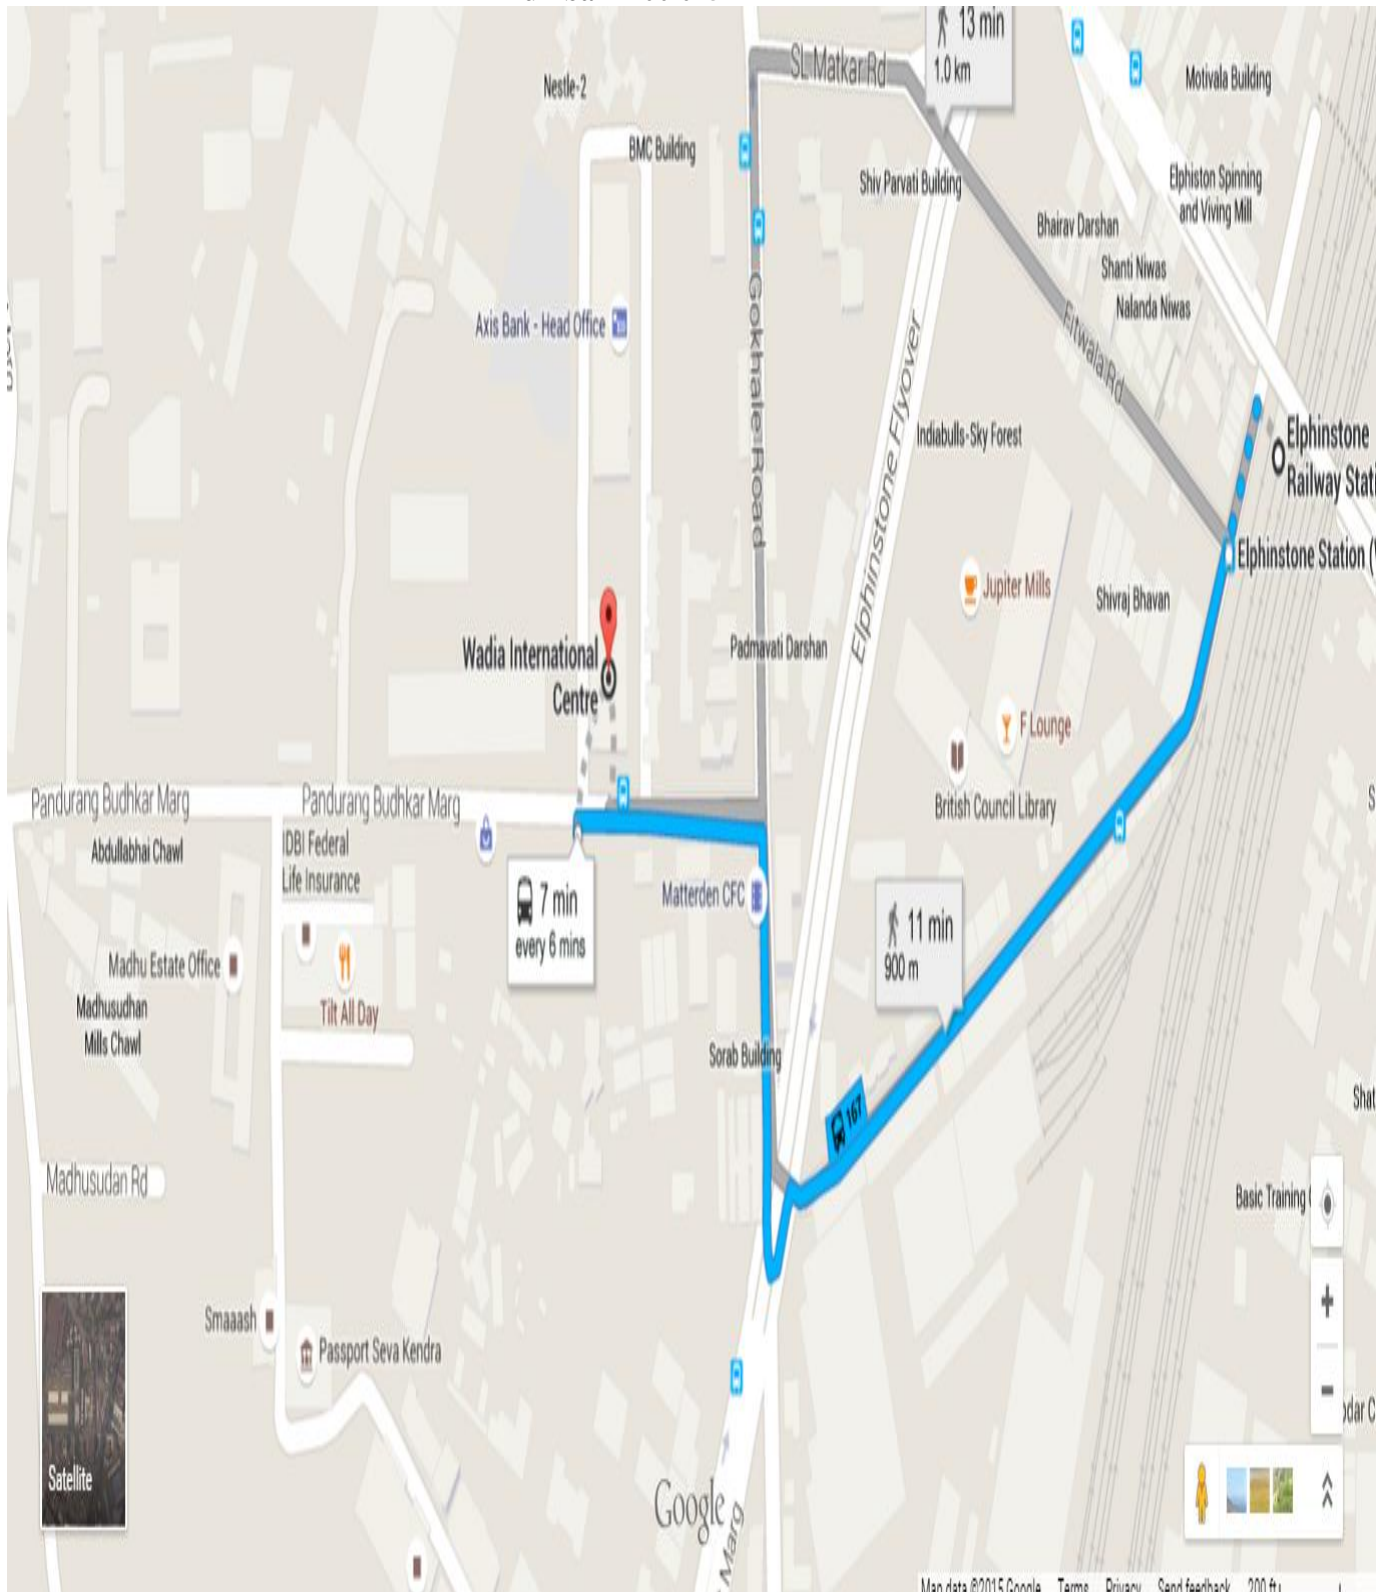 13 min
1.0 km
SL Matkar Rd
Nestle-2
Motivala Building
BMC Building
Shiv Parvati Building
Elphiston Spinning
and Viving Mill
Bhairav Darshan
Shanti Niwas
Nalanda Niwas
Axis Bank - Head Office
Gokhale Road
Fitwala Rd
Elphinstone Flyover
Indiabulls-Sky Forest
Elphinstone
Railway Stati
Elphinstone Station (
Jupiter Mills
Shivraj Bhavan
Wadia International
Centre
Padmavati Darshan
F Lounge
British Council Library
Pandurang Budhkar Marg
Pandurang Budhkar Marg
Abdullabhai Chawl
IDBI Federal
Life Insurance
7 min
every 6 mins
Matterden CFC
11 min
900 m
Madhu Estate Office
Madhusudhan
Mills Chawl
Tilt All Day
Sorab Building
167
Shat
Madhusudan Rd
Basic Training
Smaaash
Passport Seva Kendra
odar C
Satellite
Google
Marg
Map data ©2015 Google Terms Privacy Send feedback 200 ft